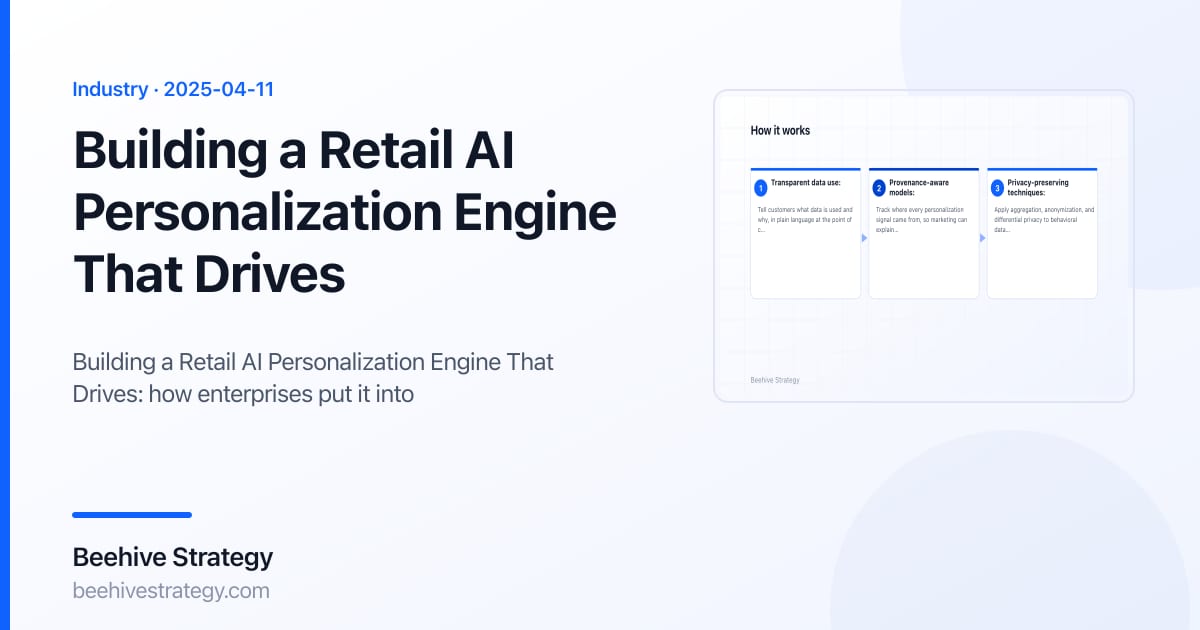 Industry · 2025-04-11
Building a Retail AI
Personalization Engine
That Drives
Building a Retail AI Personalization Engine That
Drives: how enterprises put it into
Beehive Strategy
beehivestrategy.com
How it works
1
Transparent data use:
Tell customers what data is used and
why, in plain language at the point of
c...
2
Provenance-aware
models:
Track where every personalization
signal came from, so marketing can
explain...
3
Privacy-preserving
techniques:
Apply aggregation, anonymization, and
differential privacy to behavioral
data...
Beehive Strategy